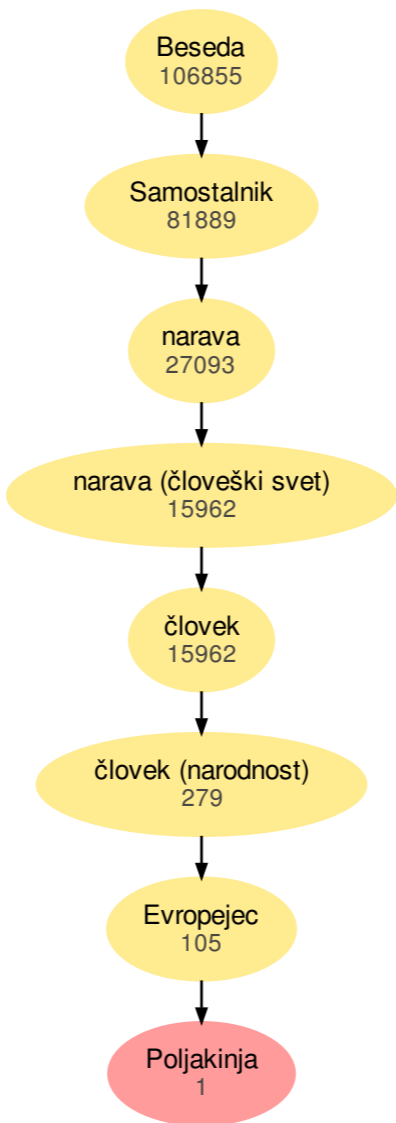 Beseda
106855
Samostalnik
81889
narava
27093
narava (človeški svet)
15962
človek
15962
človek (narodnost)
279
Evropejec
105
Poljakinja
1